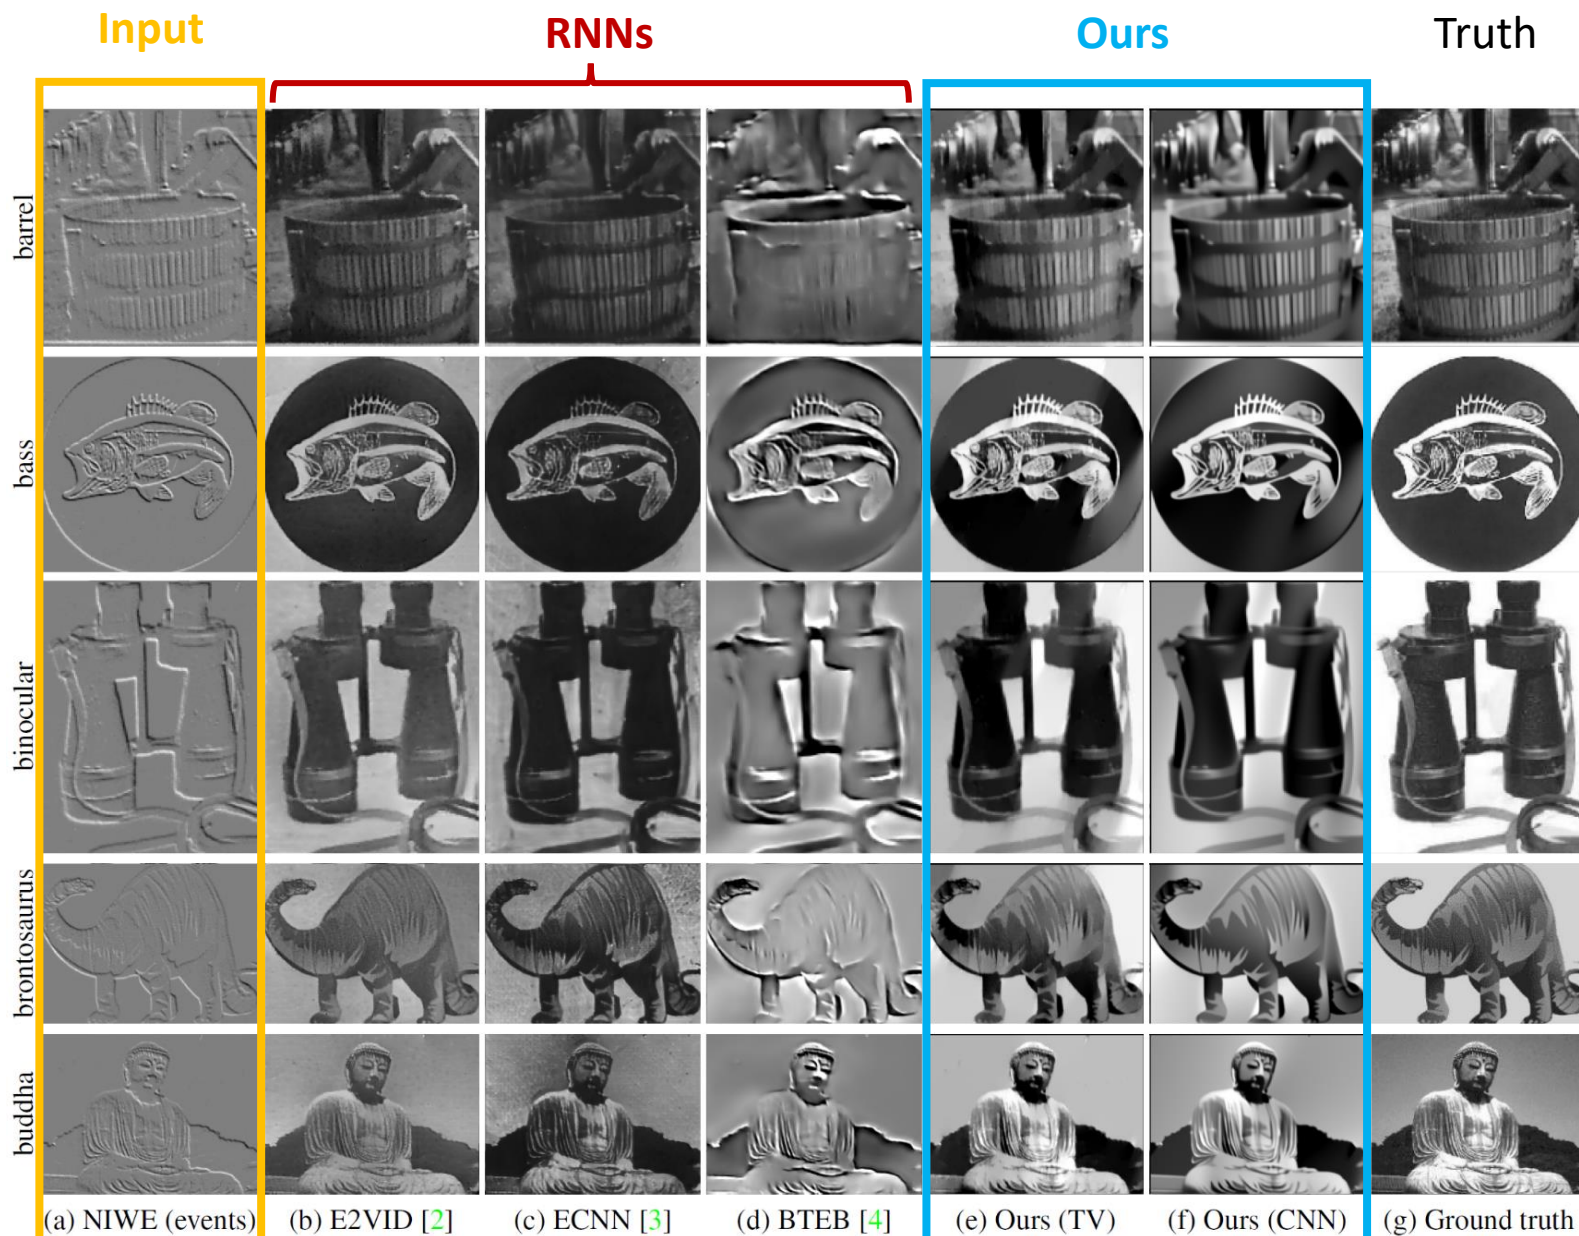 Input RNNs Ours Truth
barrel
bass
binocular
brontosaurus
buddha
(a) NIWE (events) (b) E2VID [2] (c) ECNN [3] (d) BTEB [4] (e) Ours (TV) (f) Ours (CNN) (g) Ground truth